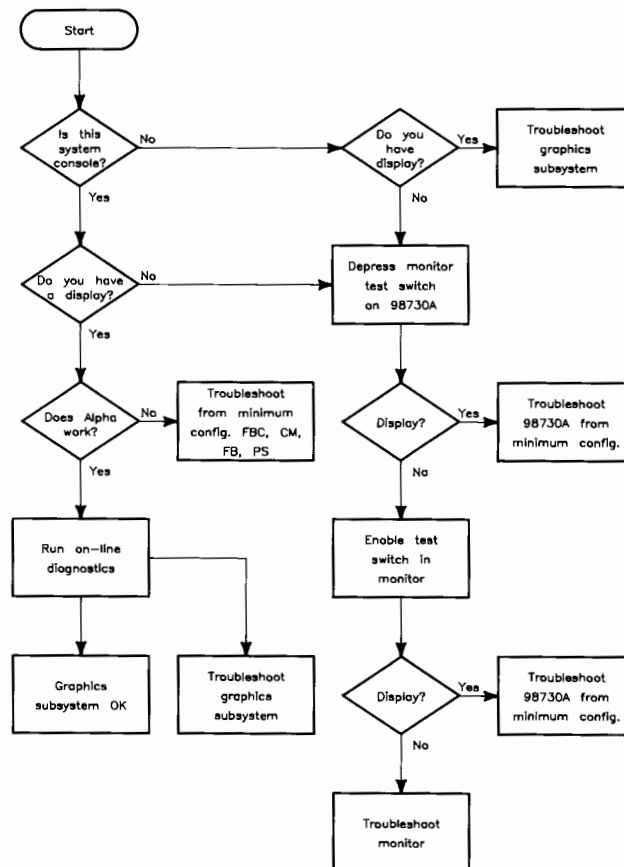 Start
Is this
system
console?
No
Yes
Do you
have
display?
Yes
No
Troubleshoot
graphics
subsystem
Do you have
a display?
No
Yes
Depress monitor
test switch
on 98730A
Does Alpha
work?
No
Yes
Troubleshoot
from minimum
config. FBC, CM,
FB, PS
Display?
Yes
No
Troubleshoot
98730A from
minimum config.
Run on-line
diagnostics
Enable test
switch in
monitor
Graphics
subsystem OK
Troubleshoot
graphics
subsystem
Display?
Yes
No
Troubleshoot
98730A from
minimum config.
Troubleshoot
monitor